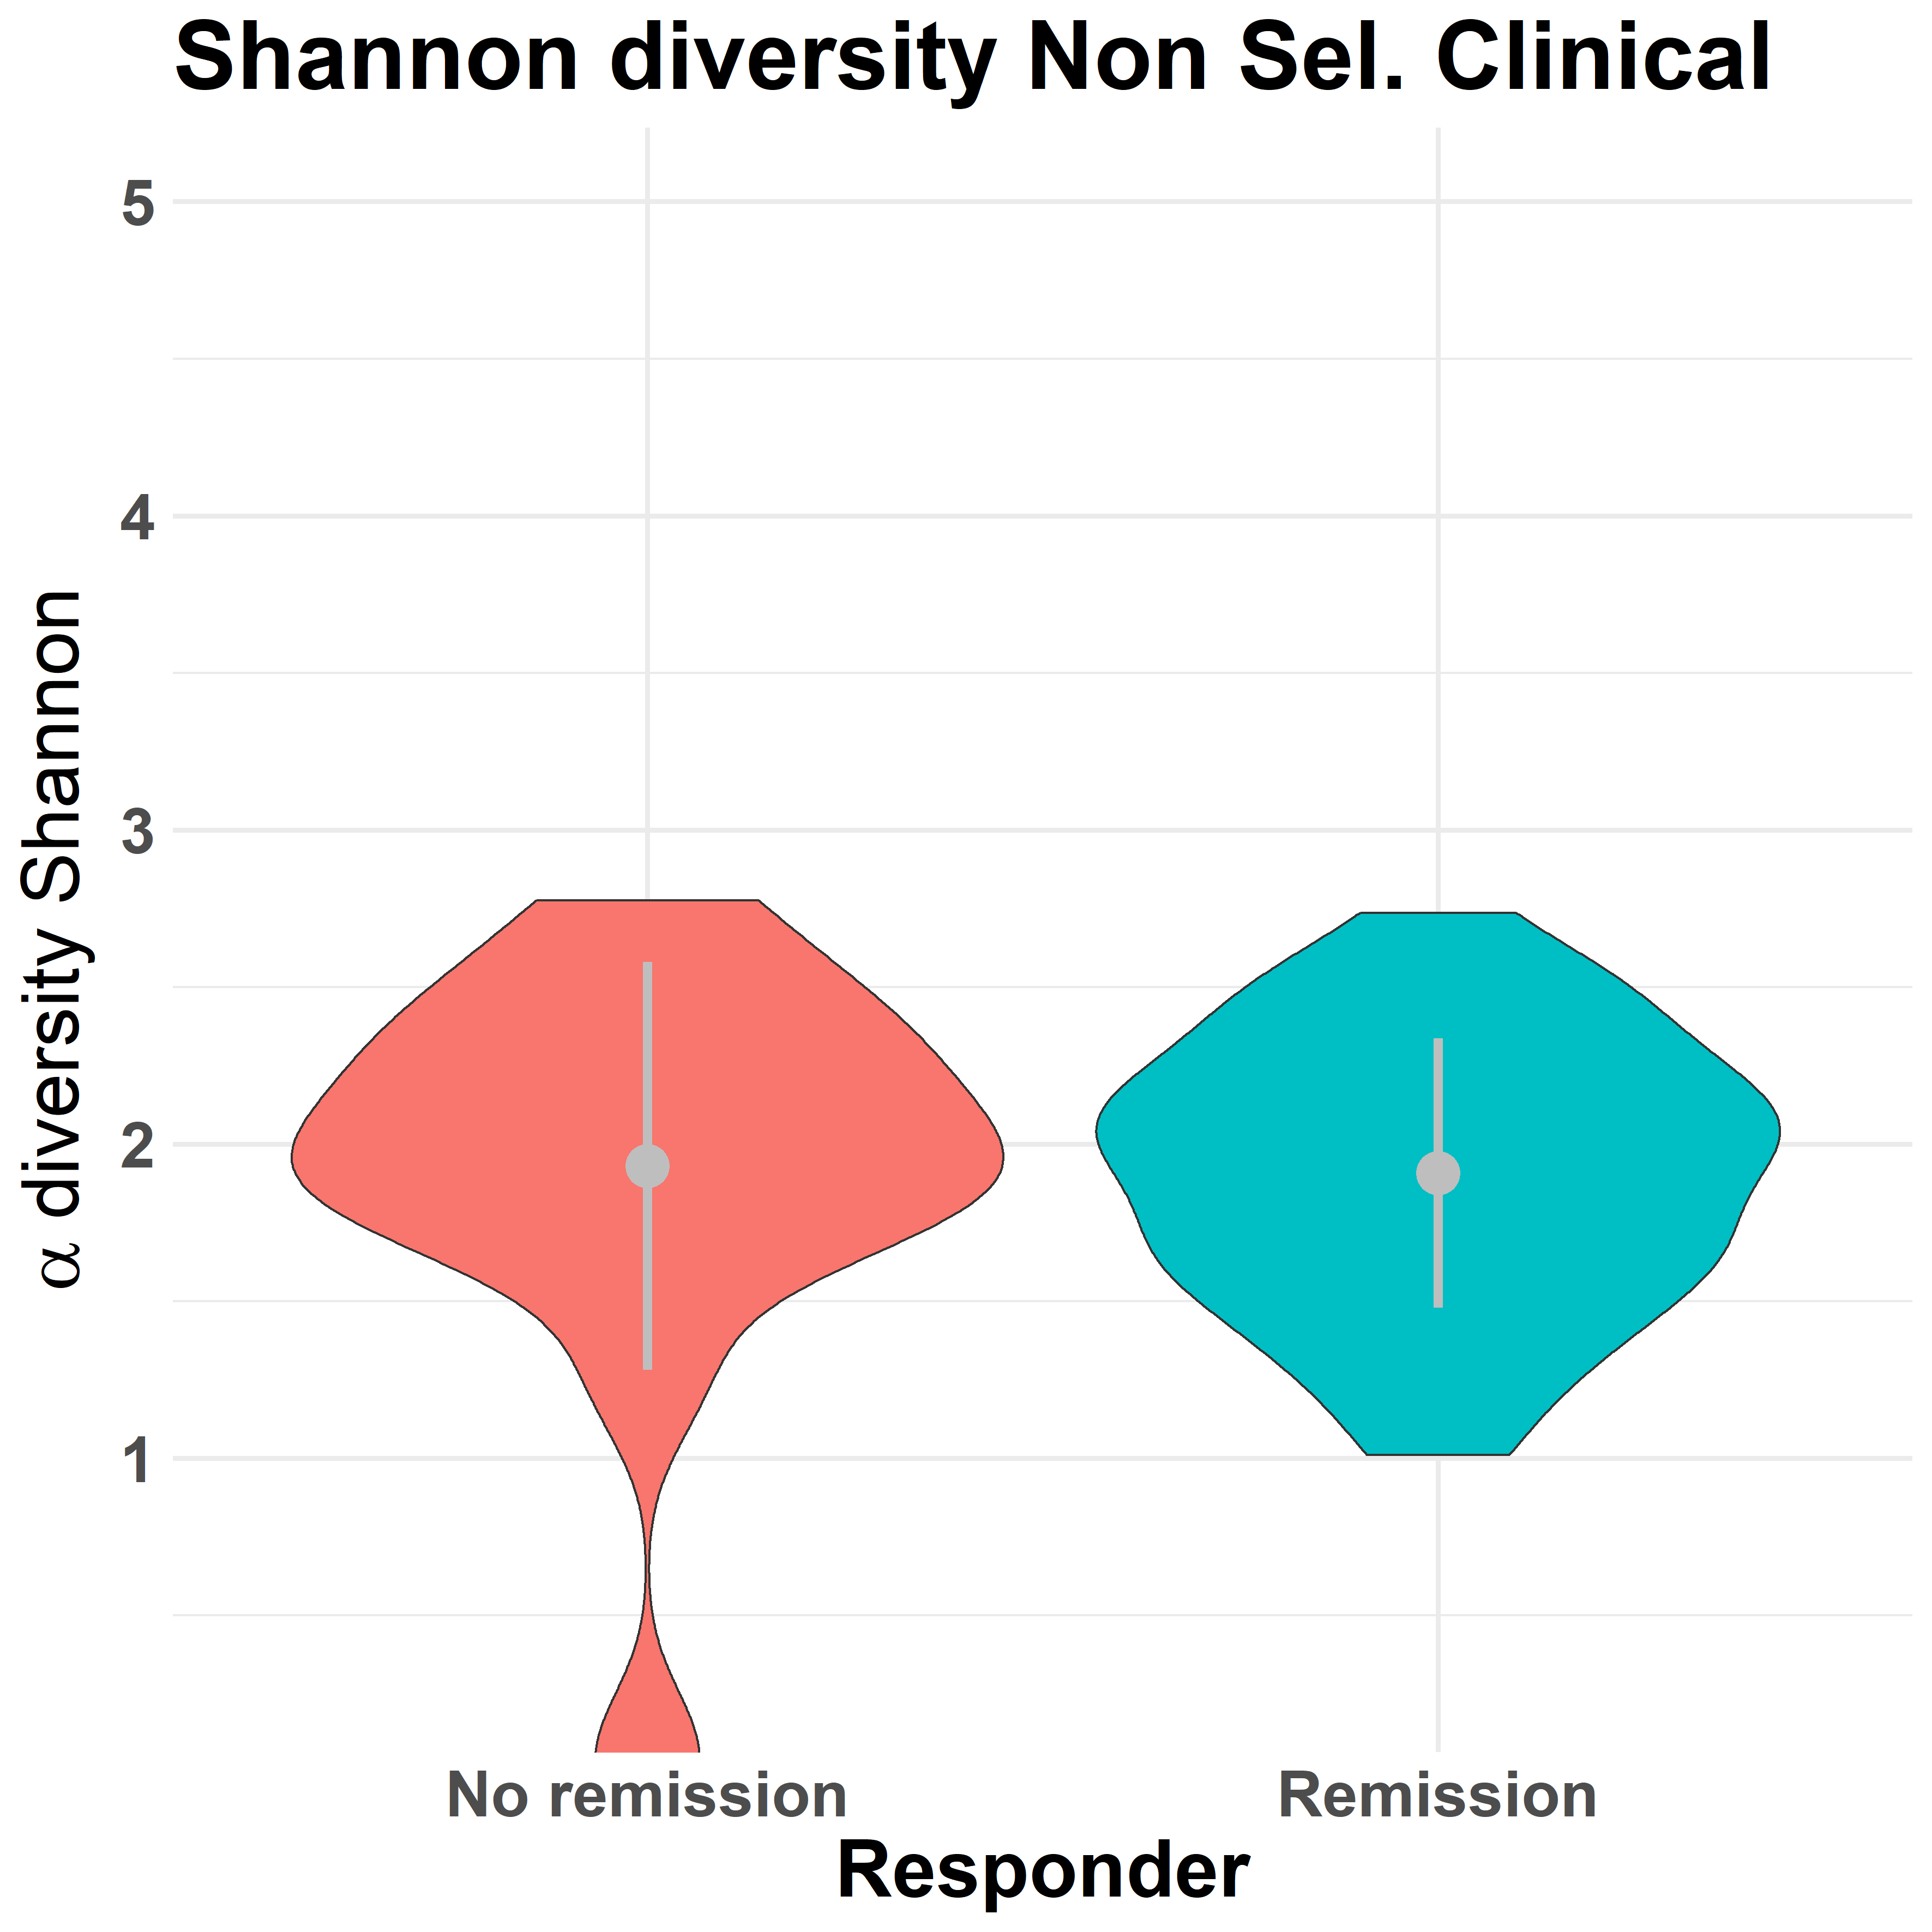 Shannon diversity Non Sel. Clinical
α diversity Shannon
5
4
3
2
1
No remission
Remission
Responder